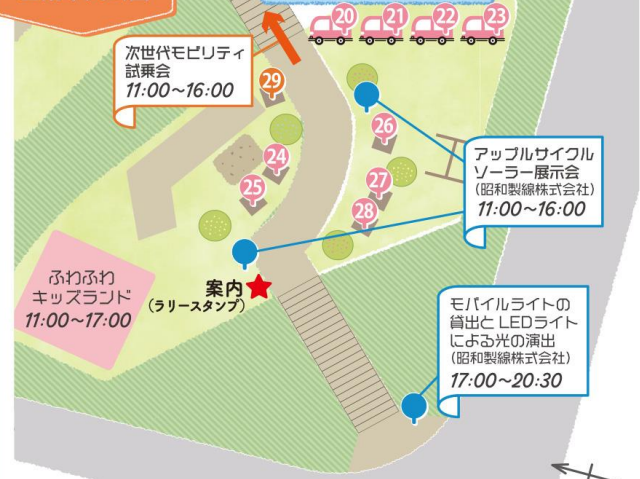 20
21
22
23
次世代モビリティ
試乗会
11:00～16:00
29
26
24
25
27
28
アップルサイクル
ソーラー展示会
(昭和製線株式会社)
11:00～16:00
ふわふわ
キッズランド
11:00～17:00
案内
(ラリースタンプ)
モバイルライトの
貸出とLEDライト
による光の演出
(昭和製線株式会社)
17:00～20:30